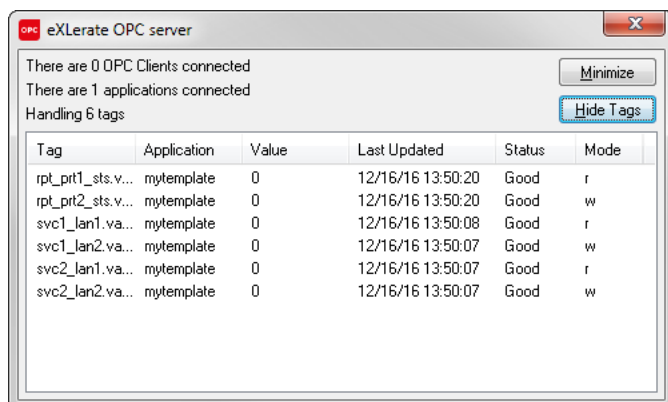 OPC eXLerate OPC server X
There are 0 OPC Clients connected
Minimize
There are 1 applications connected
Handling 6 tags
Hide Tags
Tag Application Value Last Updated Status Mode
rpt_prt1_sts.v... mytemplate 0 12/16/16 13:50:20 Good r
rpt_prt2_sts.v... mytemplate 0 12/16/16 13:50:20 Good w
svc1_lan1.va... mytemplate 0 12/16/16 13:50:08 Good r
svc1_lan2.va... mytemplate 0 12/16/16 13:50:07 Good w
svc2_lan1.va... mytemplate 0 12/16/16 13:50:07 Good r
svc2_lan2.va... mytemplate 0 12/16/16 13:50:07 Good w